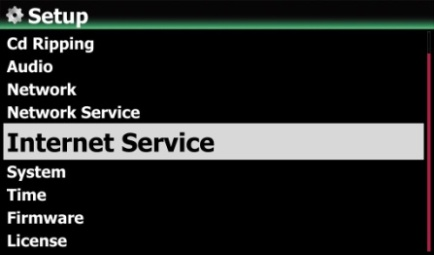 Setup
Cd Ripping
Audio
Network
Network Service
Internet Service
System
Time
Firmware
License